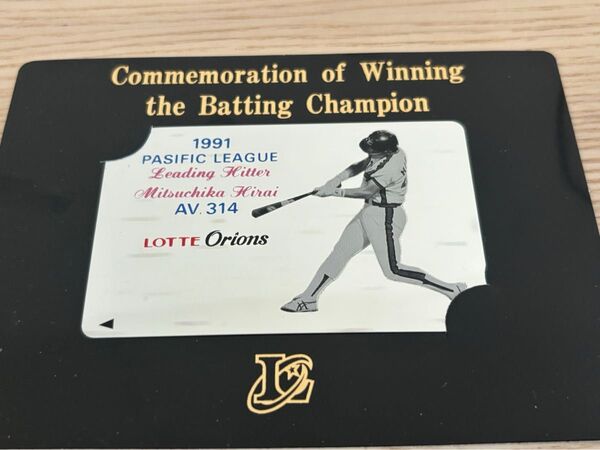 Commemoration of Winning
the Batting Champion
1991
PASIFIC LEAGUE
Leading Hitter
Mitsuchika Hirai
AV. 314
LOTTE Orions